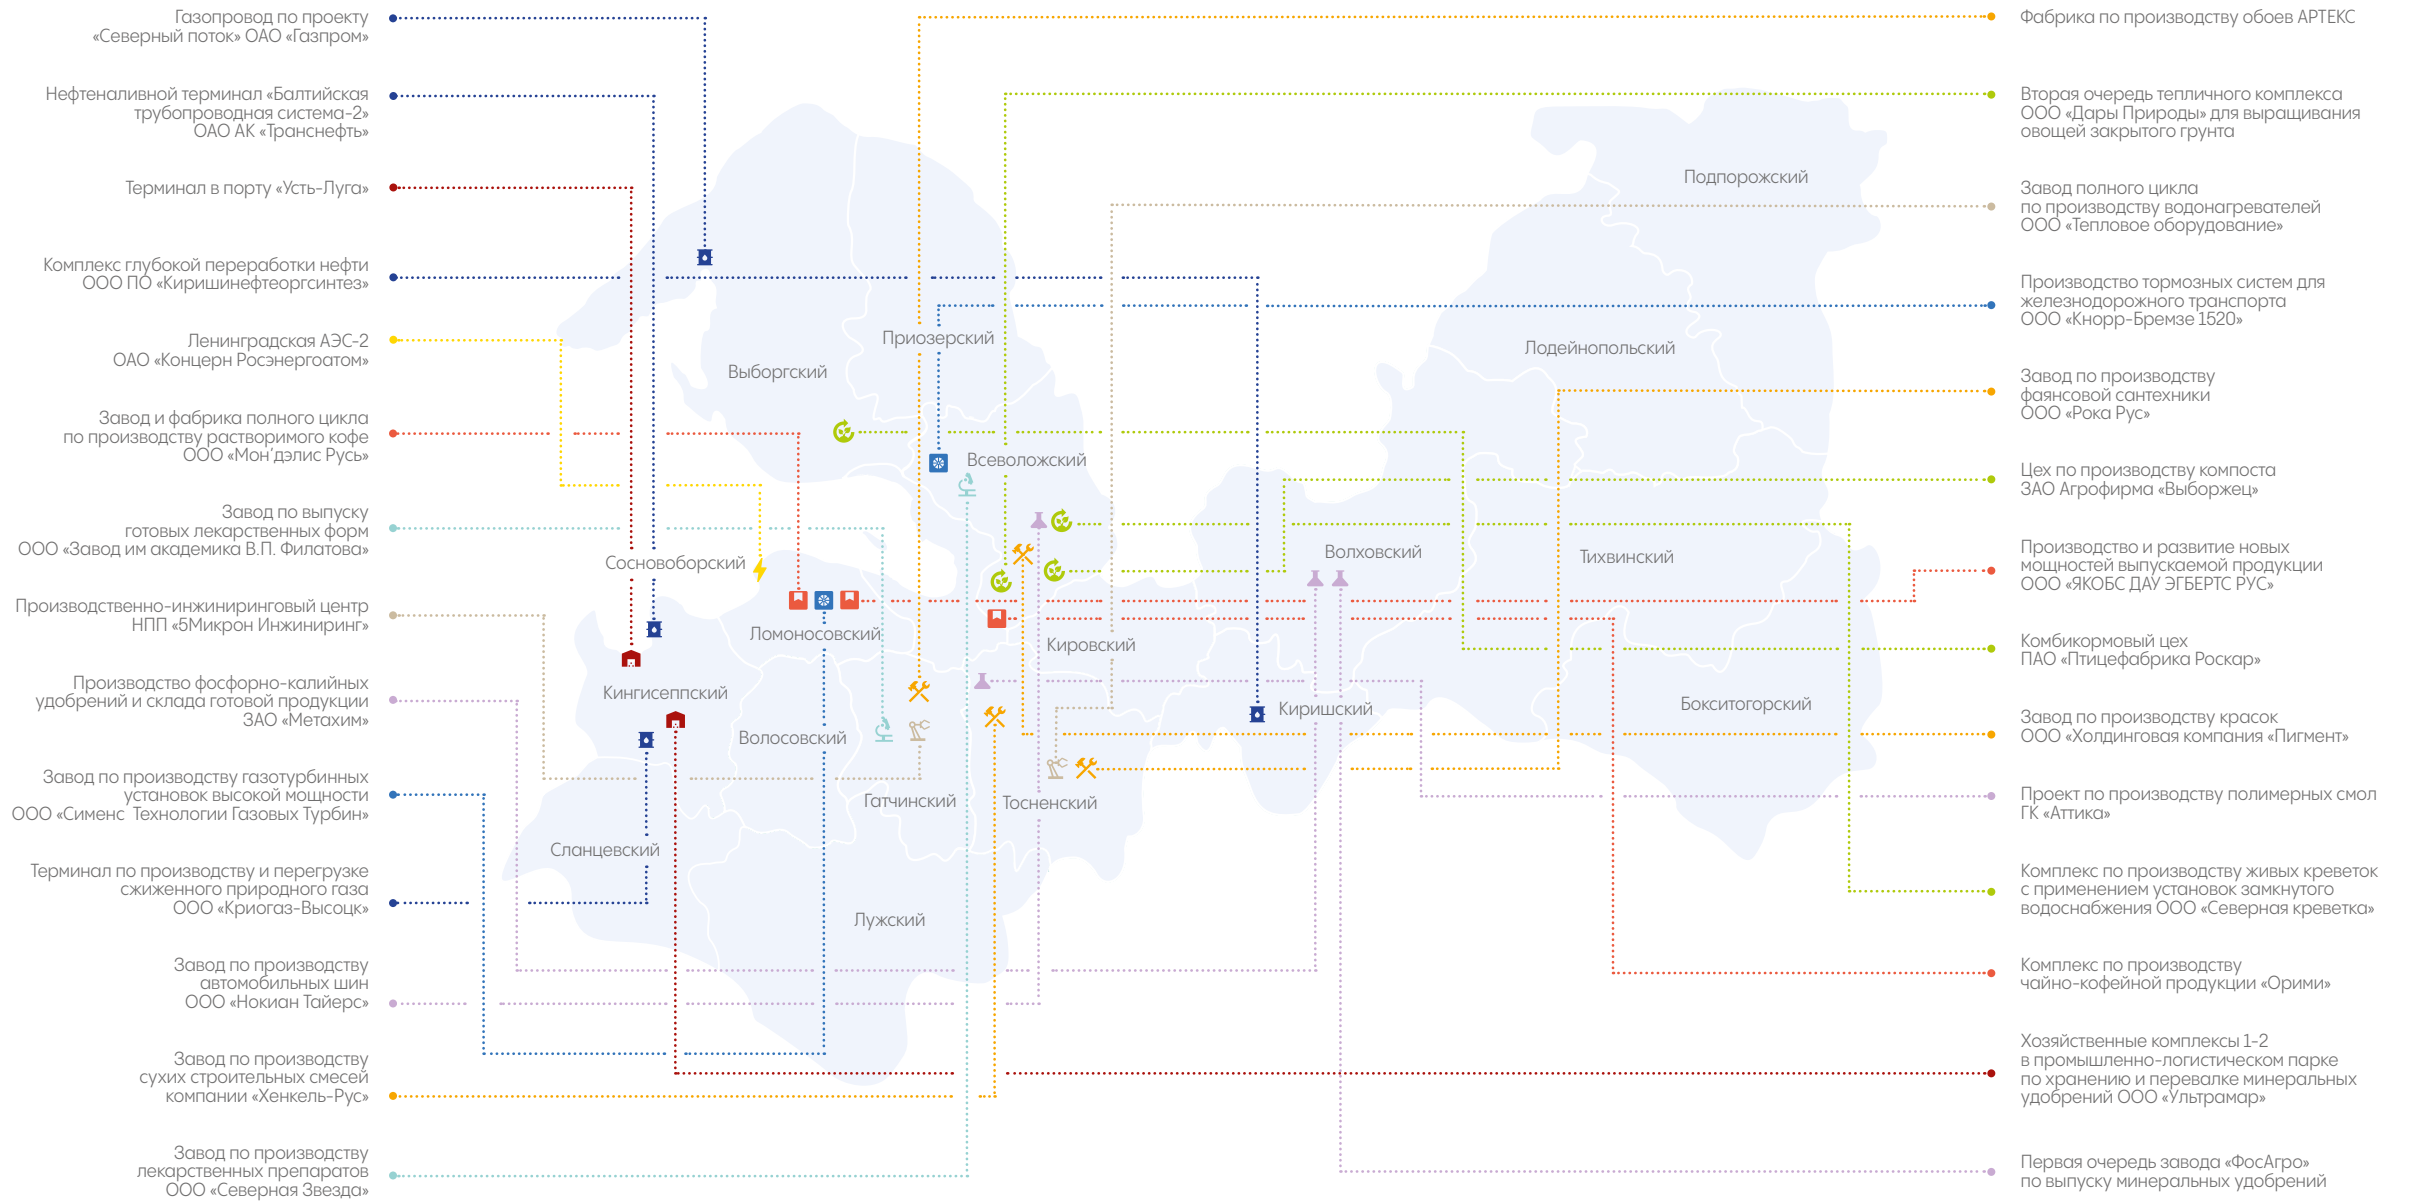 Газопровод по проекту
«Северный поток» ОАО «Газпром»
Нефтеналивной терминал «Балтийская
трубопроводная система-2»
ОАО АК «Транснефть»
Терминал в порту «Усть-Луга»
Комплекс глубокой переработки нефти
ООО ПО «Киришинефтеоргсинтез»
Ленинградская АЭС-2
ОАО «Концерн Росэнергоатом»
Завод и фабрика полного цикла
по производству растворимого кофе
ООО «Мон'дэлис Русь»
Завод по выпуску
готовых лекарственных форм
ООО «Завод им академика В.П. Филатова»
Производственно-инжиниринговый центр
НПП «5Микрон Инжиниринг»
Производство фосфорно-калийных
удобрений и склада готовой продукции
ЗАО «Метахим»
Завод по производству газотурбинных
установок высокой мощности
ООО «Сименс Технологии Газовых Турбин»
Терминал по производству и перегрузке
сжиженного природного газа
ООО «Криогаз-Высоцк»
Завод по производству
автомобильных шин
ООО «Нокиан Тайерс»
Завод по производству
сухих строительных смесей
компании «Хенкель-Рус»
Завод по производству
лекарственных препаратов
ООО «Северная Звезда»
Подпорожский
Приозерский
Лодейнопольский
Выборгский
Всеволожский
Волховский
Тихвинский
Сосновоборский
Ломоносовский
Кировский
Кингисеппский
Киришский
Бокситогорский
Волосовский
Гатчинский
Тосненский
Сланцевский
Лужский
Фабрика по производству обоев АРТЕКС
Вторая очередь тепличного комплекса
ООО «Дары Природы» для выращивания
овощей закрытого грунта
Завод полного цикла
по производству водонагревателей
ООО «Тепловое оборудование»
Производство тормозных систем для
железнодорожного транспорта
ООО «Кнорр-Бремзе 1520»
Завод по производству
фаянсовой сантехники
ООО «Рока Рус»
Цех по производству компоста
ЗАО Агрофирма «Выборжец»
Производство и развитие новых
мощностей выпускаемой продукции
ООО «ЯКОБС ДАУ ЭГБЕРТС РУС»
Комбикормовый цех
ПАО «Птицефабрика Роскар»
Завод по производству красок
ООО «Холдинговая компания «Пигмент»
Проект по производству полимерных смол
ГК «Аттика»
Комплекс по производству живых креветок
с применением установок замкнутого
водоснабжения ООО «Северная креветка»
Комплекс по производству
чайно-кофейной продукции «Орими»
Хозяйственные комплексы 1-2
в промышленно-логистическом парке
по хранению и перевалке минеральных
удобрений ООО «Ультрамар»
Первая очередь завода «ФосАгро»
по выпуску минеральных удобрений